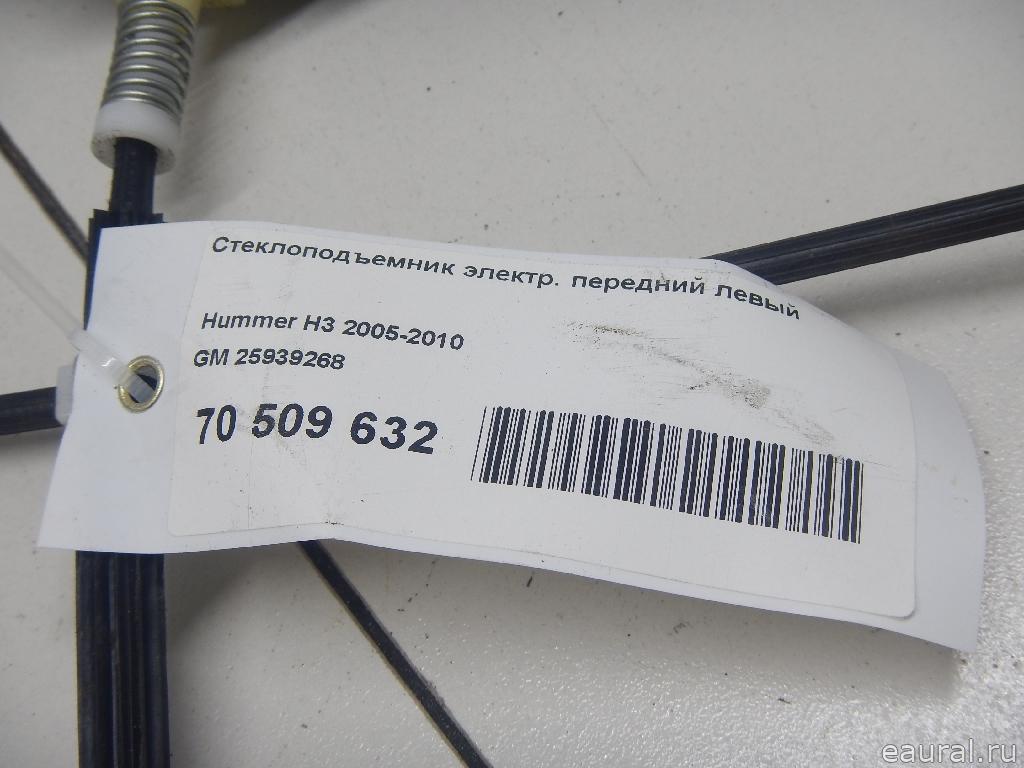 Стеклоподъемник электр. передний левый
Hummer H3 2005-2010
GM 25939268
70 509 632
eaural.ru